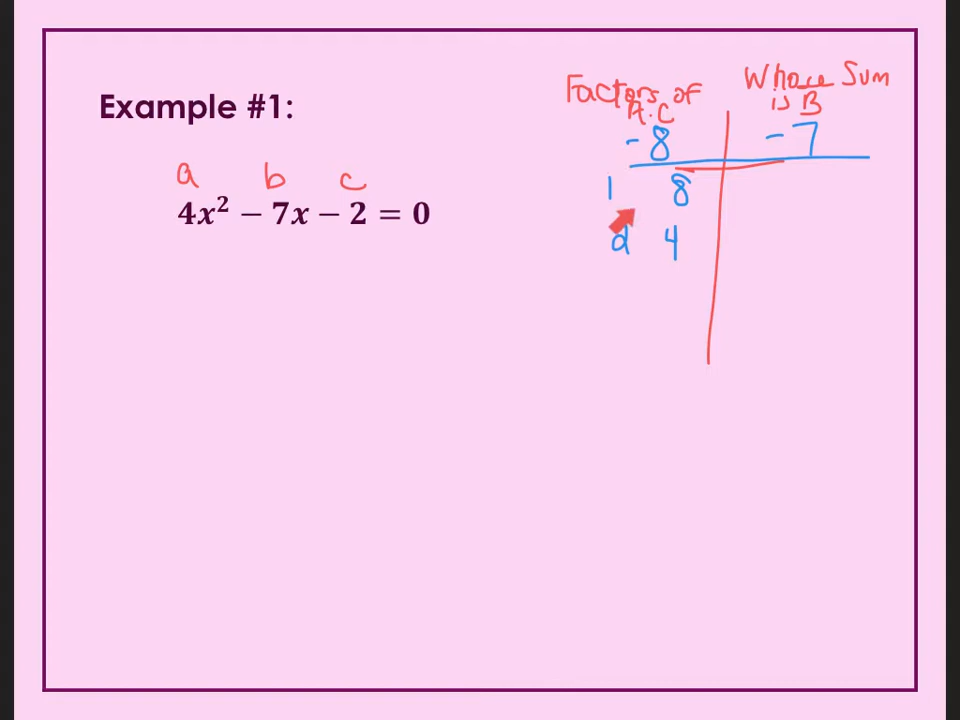 Example #1:
a b c
4x² − 7x − 2 = 0
Factors of
A·C
Whose Sum
is B
-8 -7
1 8
2 4